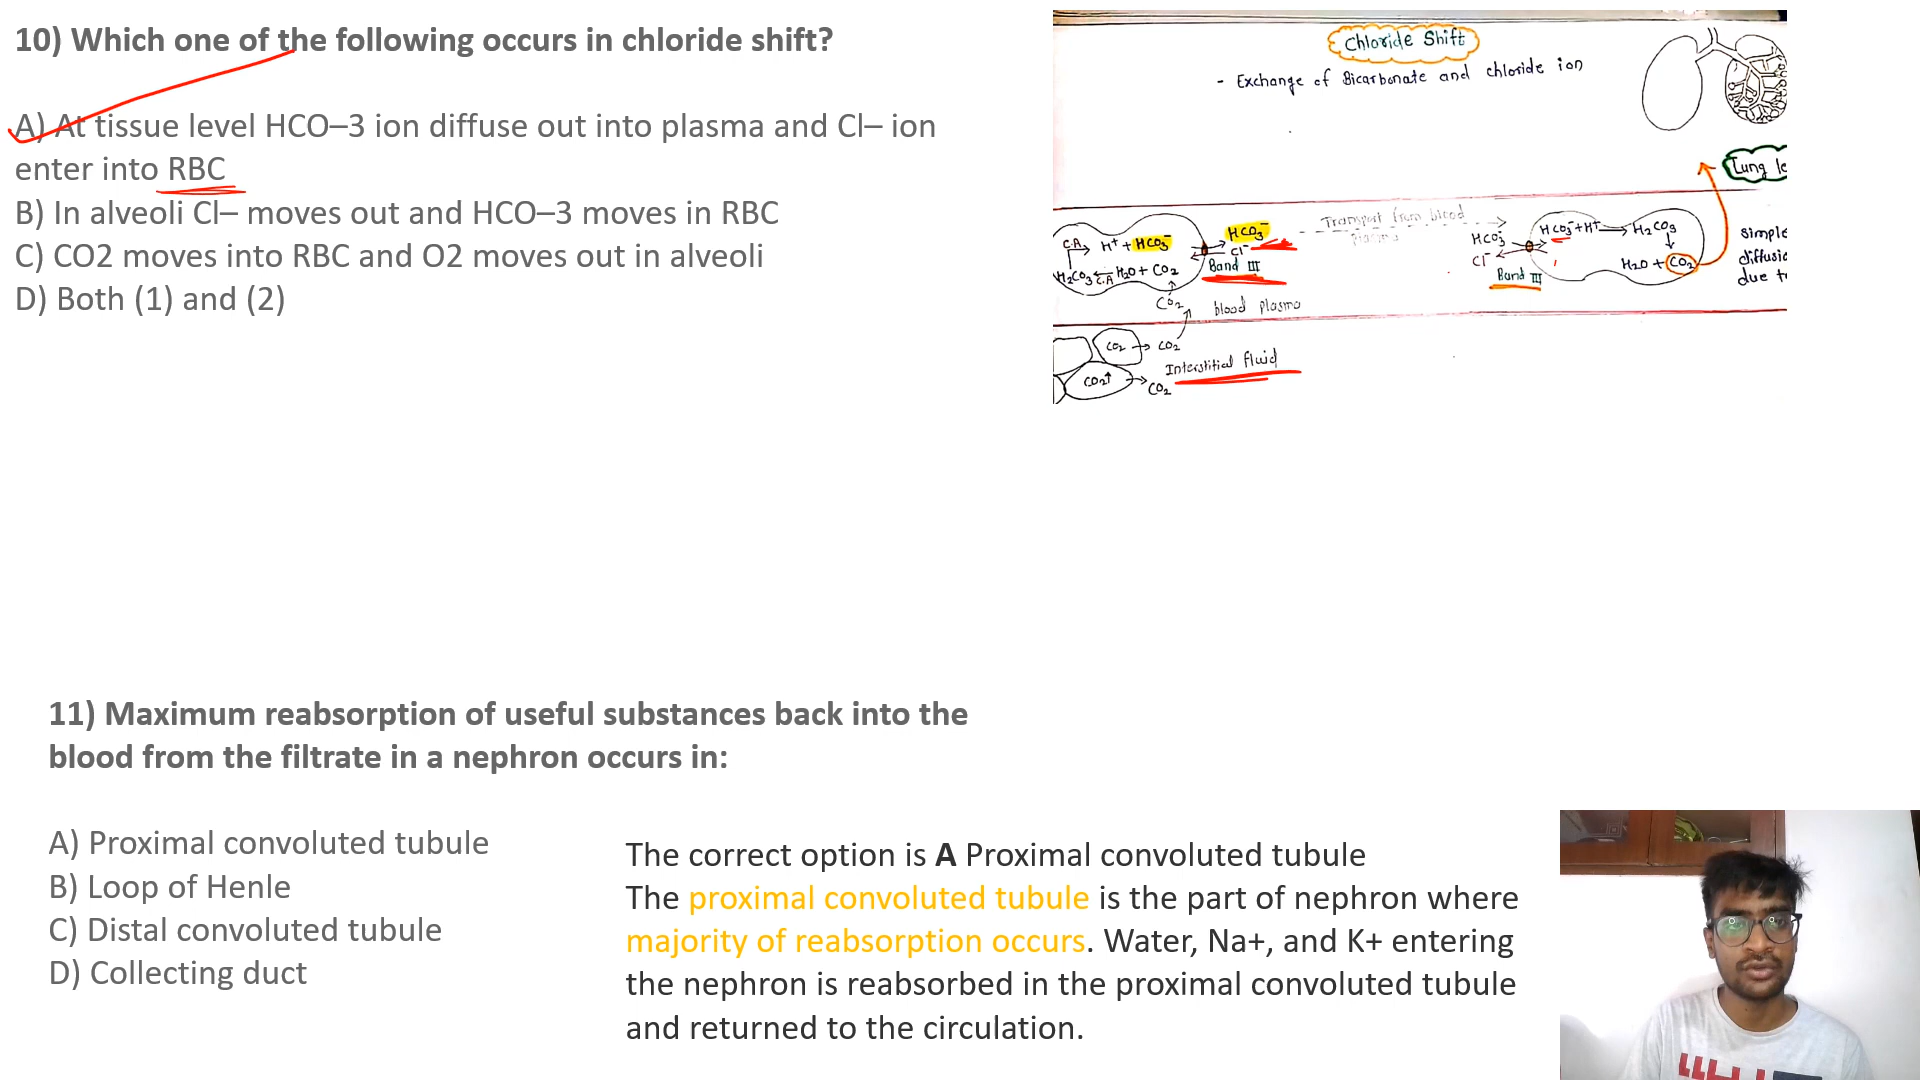 10) Which one of the following occurs in chloride shift?
A) At tissue level HCO–3 ion diffuse out into plasma and Cl– ion
enter into RBC
B) In alveoli Cl– moves out and HCO–3 moves in RBC
C) CO2 moves into RBC and O2 moves out in alveoli
D) Both (1) and (2)
Chloride Shift
- Exchange of Bicarbonate and chloride ion
Lung le
C.A H⁺ + HCO₃⁻
HCO₃⁻
Cl⁻
H₂CO₃ C.A H₂O + CO₂
Band III
CO₂
blood plasma
Transport from blood
plasma
HCO₃⁻
Cl⁻
Band III
HCO₃⁻+H⁺ H₂CO₃
H₂O + CO₂
simple
diffusio
due t
CO₂ CO₂
CO₂↑ CO₂
Interstitial fluid
11) Maximum reabsorption of useful substances back into the
blood from the filtrate in a nephron occurs in:
A) Proximal convoluted tubule
B) Loop of Henle
C) Distal convoluted tubule
D) Collecting duct
The correct option is A Proximal convoluted tubule
The proximal convoluted tubule is the part of nephron where
majority of reabsorption occurs. Water, Na+, and K+ entering
the nephron is reabsorbed in the proximal convoluted tubule
and returned to the circulation.